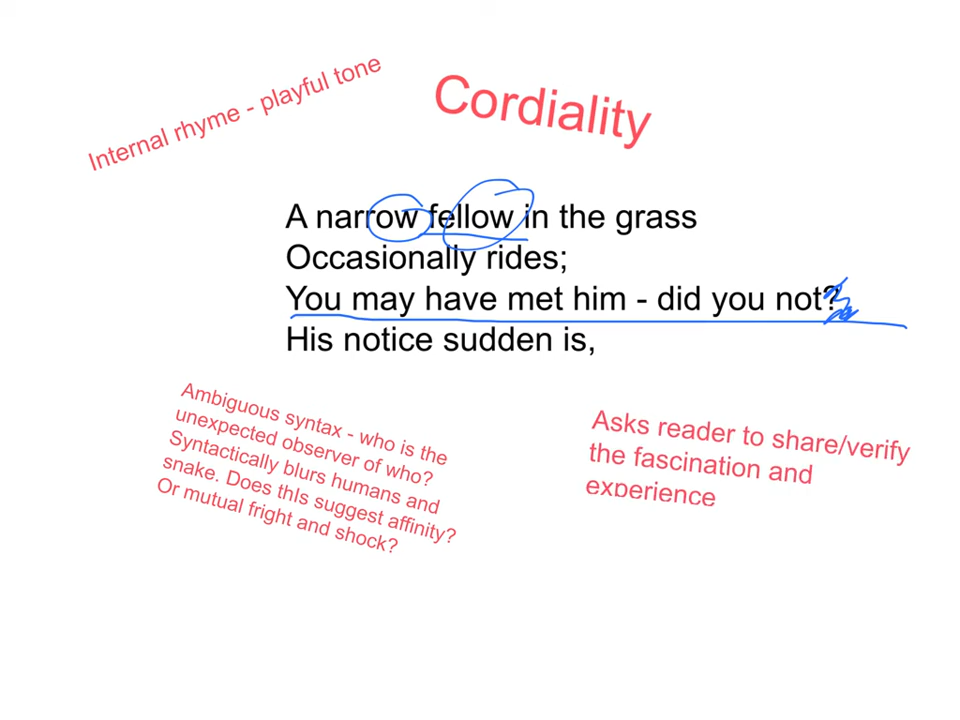 Internal rhyme - playful tone
Cordiality
A narrow fellow in the grass
Occasionally rides;
You may have met him - did you not?
His notice sudden is,
Ambiguous syntax - who is the
unexpected observer of who?
Syntactically blurs humans and
snake. Does thIs suggest affinity?
Or mutual fright and shock?
Asks reader to share/verify
the fascination and
experience